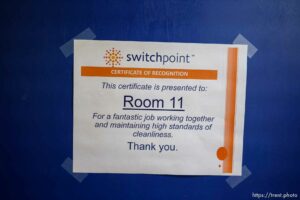 switchpoint
CERTIFICATE OF RECOGNITION
This certificate is presented to:
Room 11
For a fantastic job working together
and maintaining high standards of
cleanliness.
Thank you.
https://trent.photo